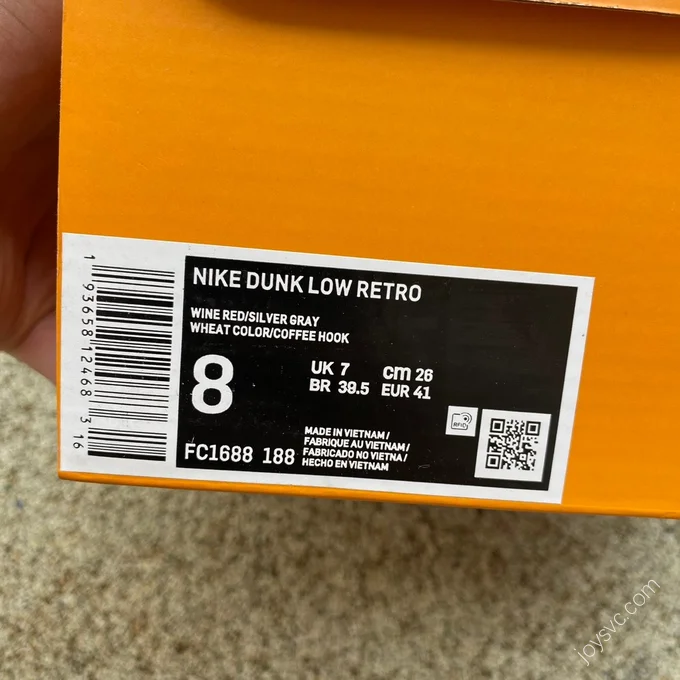 NIKE DUNK LOW RETRO
WINE RED/SILVER GRAY
WHEAT COLOR/COFFEE HOOK
8
UK 7 cm 26
BR 39.5 EUR 41
FC1688 188
MADE IN VIETNAM/
FABRIQUE AU VIETNAM/
FABRICADO NO VIETNA/
HECHO EN VIETNAM
RFID
1 93658 12468 3 16
joysvc.com